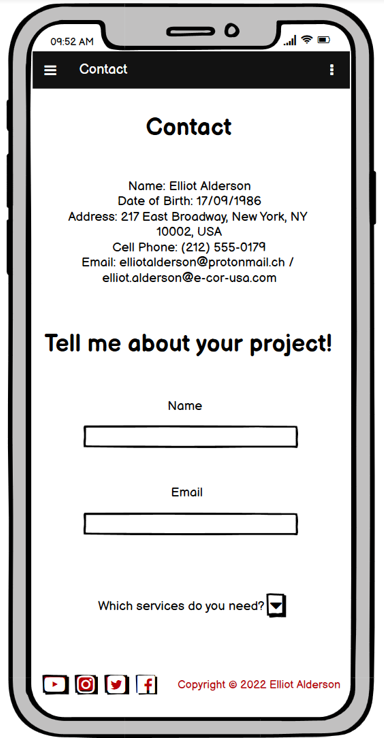 09:52 AM
Contact
Contact
Name: Elliot Alderson
Date of Birth: 17/09/1986
Address: 217 East Broadway, New York, NY
10002, USA
Cell Phone: (212) 555-0179
Email: elliotalderson@protonmail.ch /
elliot.alderson@e-cor-usa.com
Tell me about your project!
Name
Email
Which services do you need?
Copyright © 2022 Elliot Alderson